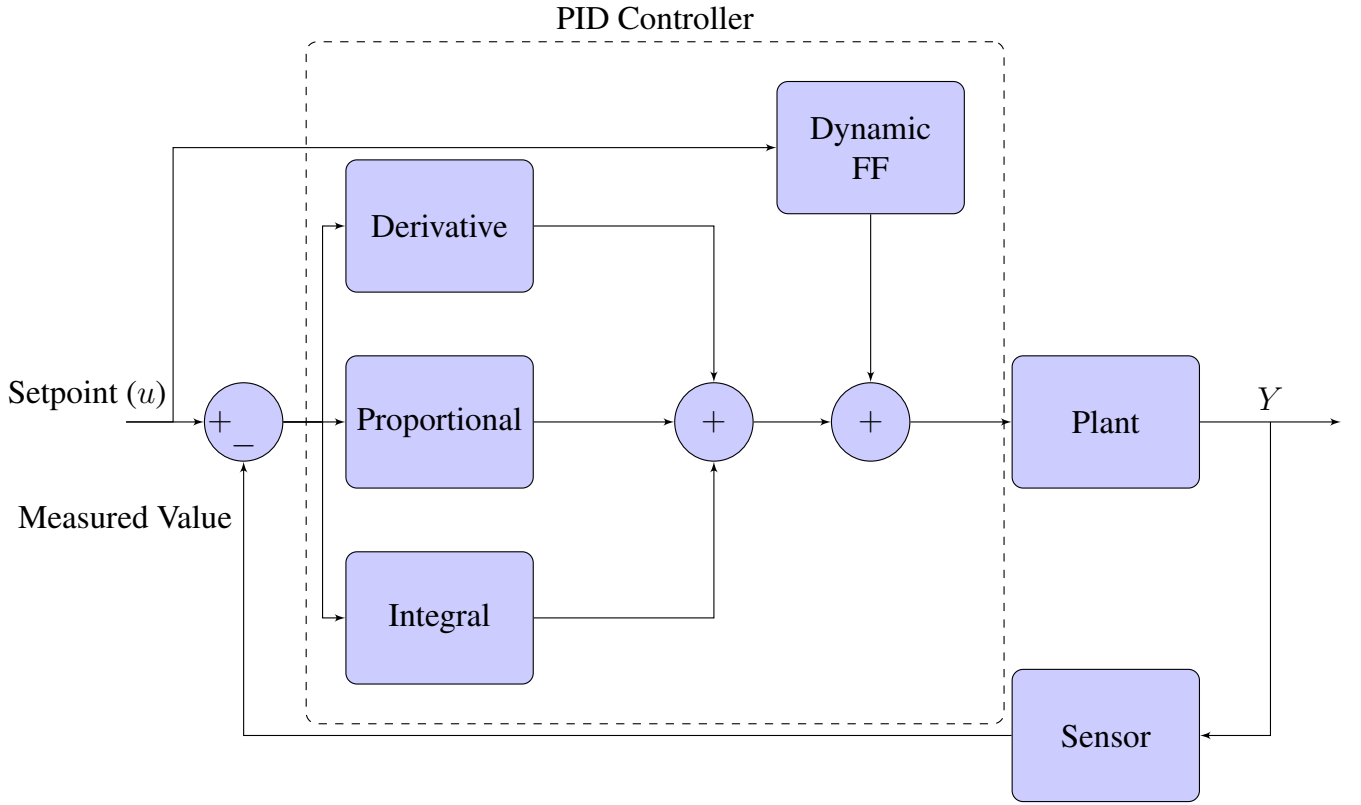 PID Controller
Dynamic
FF
Derivative
Setpoint (u)
+
−
Proportional
+
+
Plant
Y
Measured Value
Integral
Sensor